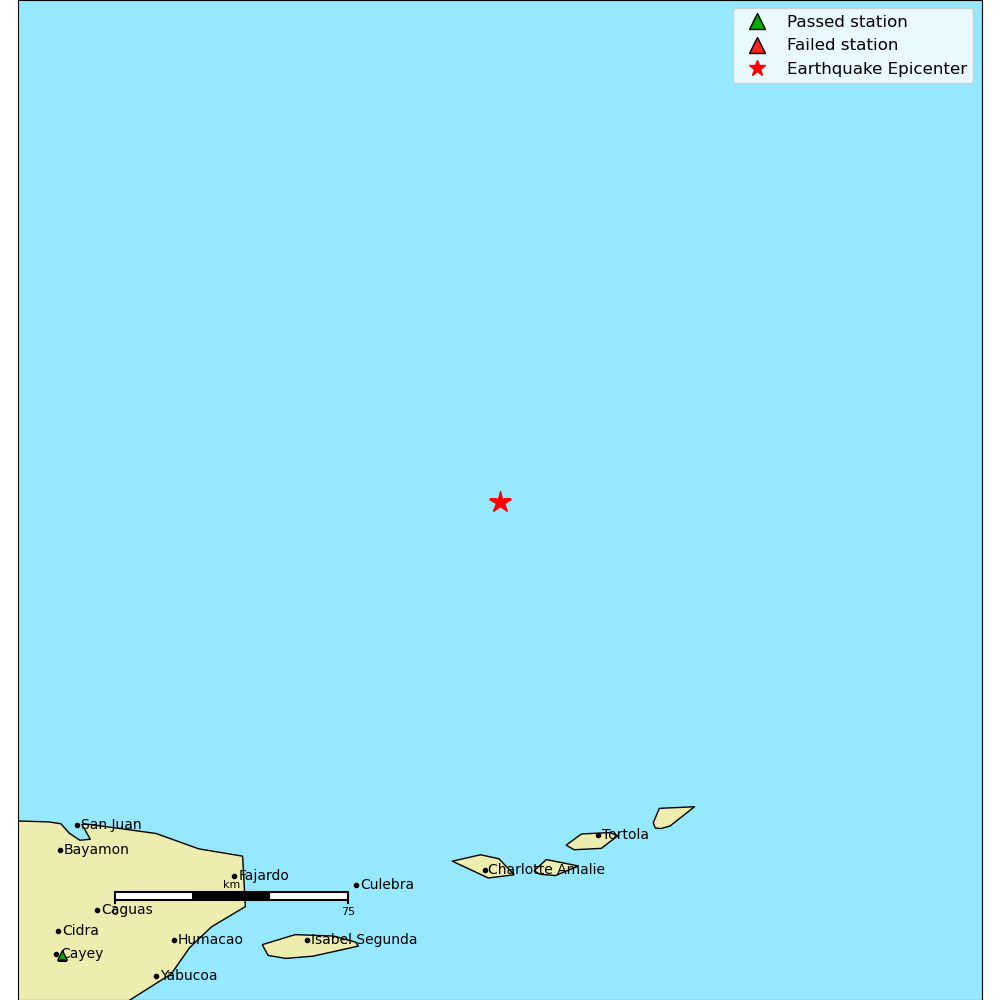 Passed station
Failed station
Earthquake Epicenter
San Juan
Tortola
Bayamon
Charlotte Amalie
Fajardo
km
Culebra
0
75
Caguas
Cidra
Humacao
Isabel Segunda
Cayey
Yabucoa